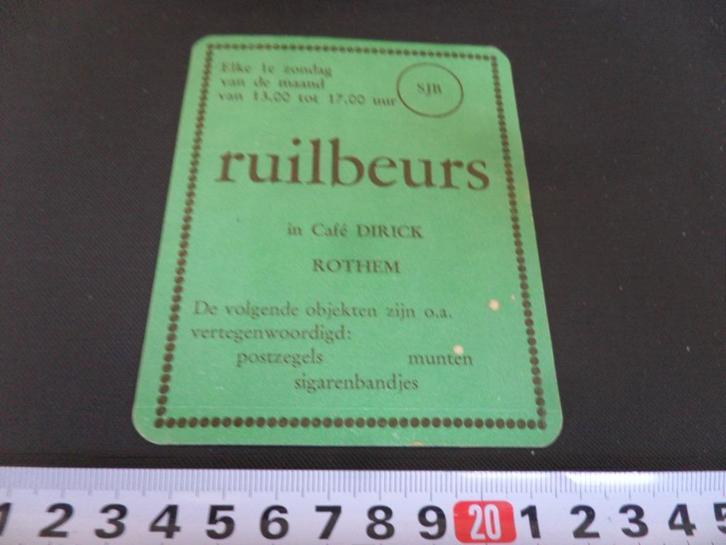 Elke 1e zondag
van de maand
van 13.00 tot 17.00 uur
SJB
ruilbeurs
in Café DIRICK
ROTHEM
De volgende objekten zijn o.a.
vertegenwoordigd:
postzegels munten
sigarenbandjes
1 2 3 4 5 6 7 8 9 20 1 2 3 4 5